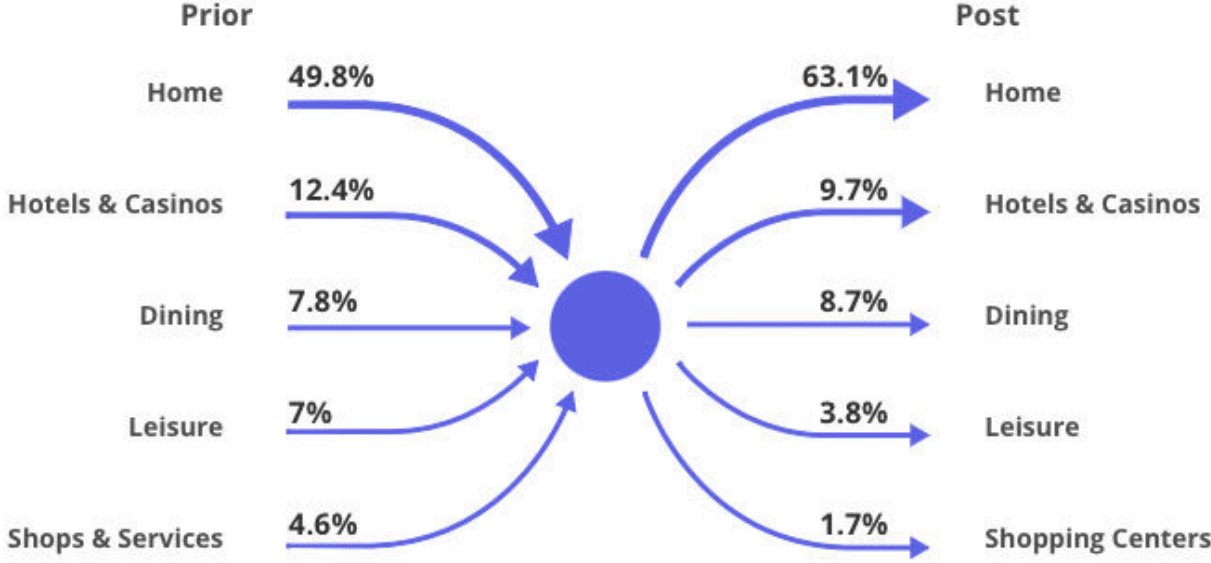 Prior Post
49.8% 63.1%
Home Home
12.4% 9.7%
Hotels & Casinos Hotels & Casinos
7.8% 8.7%
Dining Dining
7% 3.8%
Leisure Leisure
4.6% 1.7%
Shops & Services Shopping Centers